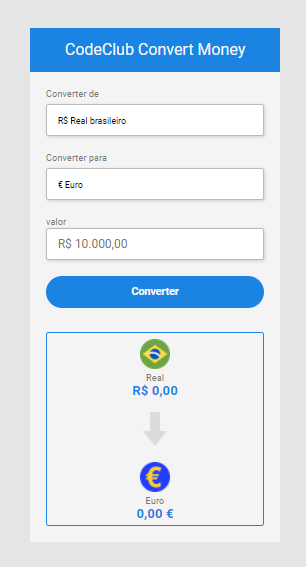 CodeClub Convert Money
Converter de
R$ Real brasileiro
Converter para
€ Euro
valor
R$ 10.000,00
Converter
Real
R$ 0,00
€
Euro
0,00 €